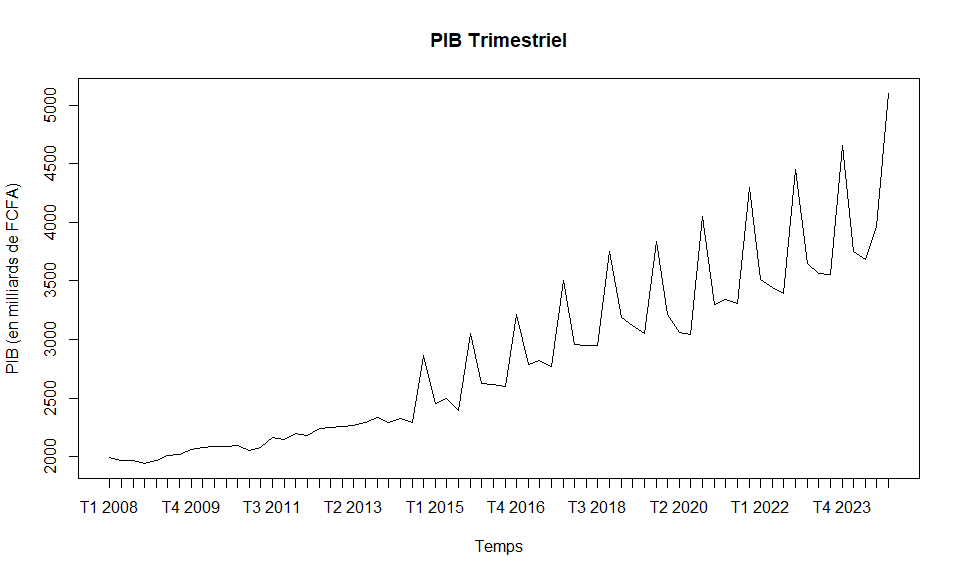 PIB Trimestriel
PIB (en milliards de FCFA)
5000
4500
4000
3500
3000
2500
2000
T1 2008 T4 2009 T3 2011 T2 2013 T1 2015 T4 2016 T3 2018 T2 2020 T1 2022 T4 2023
Temps